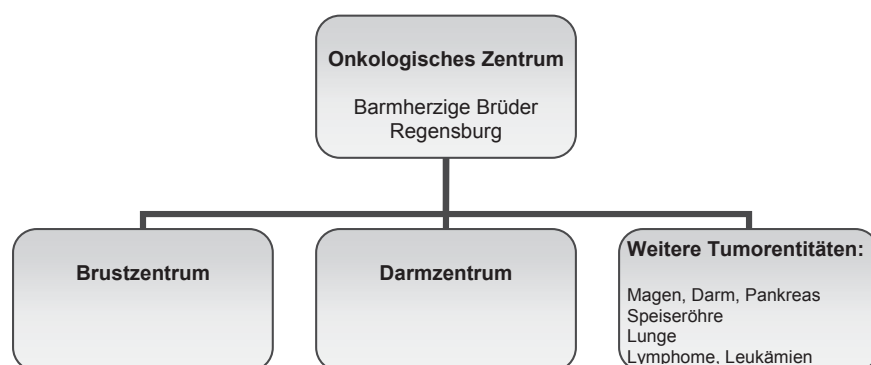 Onkologisches Zentrum
Barmherzige Brüder
Regensburg
Brustzentrum
Darmzentrum
Weitere Tumorentitäten:
Magen, Darm, Pankreas
Speiseröhre
Lunge
Lymphome, Leukämien